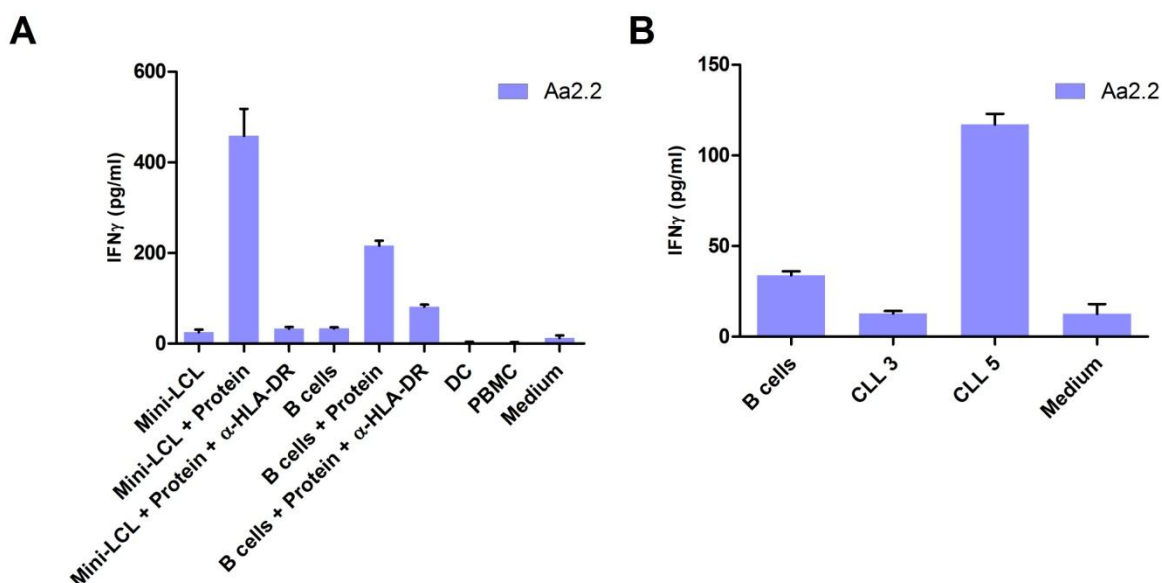 A
600
400
200
0
IFNγ (pg/ml)
Aa2.2
Mini-LCL
Mini-LCL + Protein
Mini-LCL + Protein + α-HLA-DR
B cells
B cells + Protein
B cells + Protein + α-HLA-DR
DC
PBMC
Medium
B
150
100
50
0
IFNγ (pg/ml)
Aa2.2
B cells
CLL 3
CLL 5
Medium